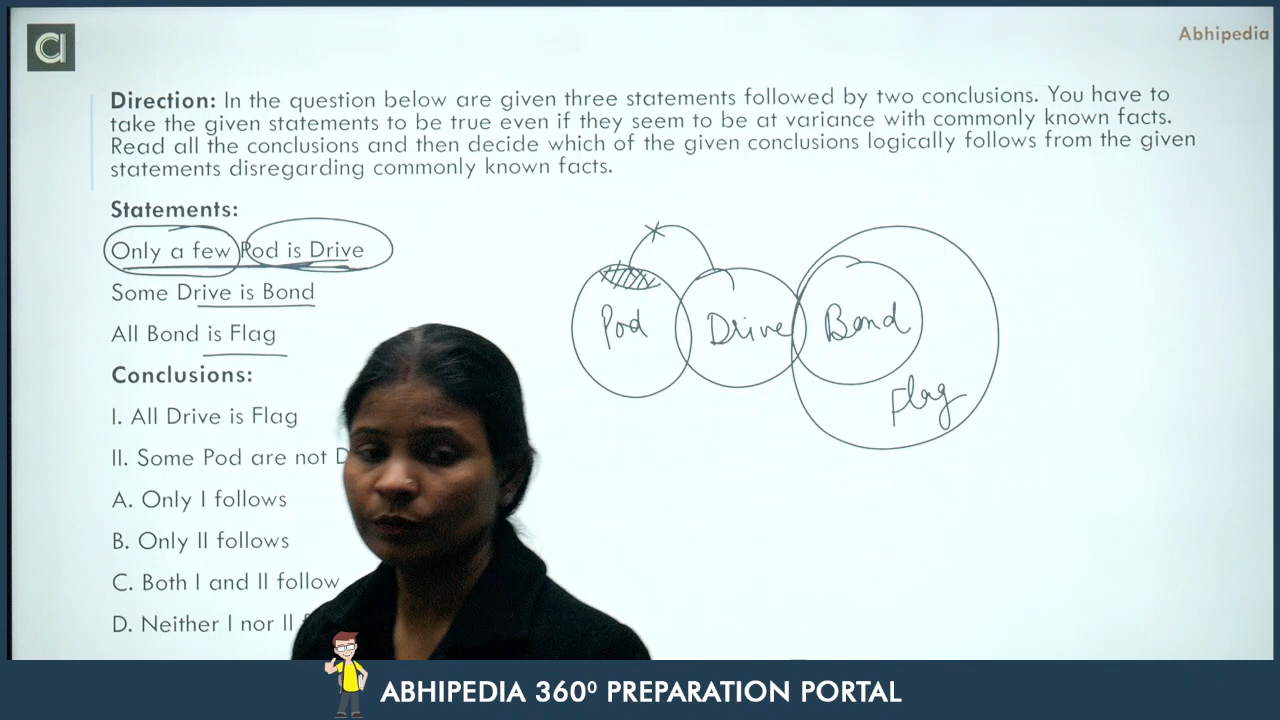 Abhipedia
Direction: In the question below are given three statements followed by two conclusions. You have to
take the given statements to be true even if they seem to be at variance with commonly known facts.
Read all the conclusions and then decide which of the given conclusions logically follows from the given
statements disregarding commonly known facts.
Statements:
Only a few Pod is Drive
Some Drive is Bond
All Bond is Flag
Conclusions:
I. All Drive is Flag
II. Some Pod are not
A. Only I follows
B. Only II follows
C. Both I and II follow
D. Neither I nor II
Pod
Drive
Bond
Flag
ABHIPEDIA 360⁰ PREPARATION PORTAL